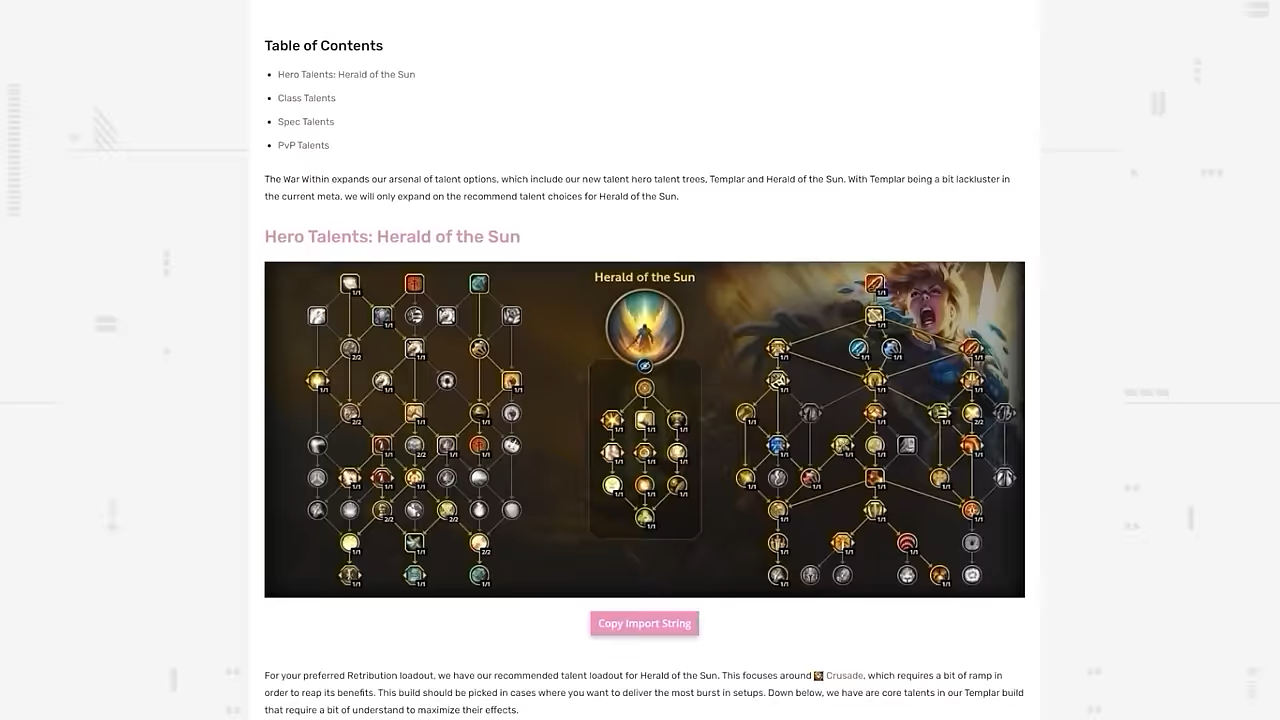 Table of Contents
Hero Talents: Herald of the Sun
Class Talents
Spec Talents
PvP Talents
The War Within expands our arsenal of talent options, which include our new talent hero talent trees, Templar and Herald of the Sun. With Templar being a bit lackluster in
the current meta, we will only expand on the recommend talent choices for Herald of the Sun.
Hero Talents: Herald of the Sun
Herald of the Sun
Copy Import String
For your preferred Retribution loadout, we have our recommended talent loadout for Herald of the Sun. This focuses around Crusade, which requires a bit of ramp in
order to reap its benefits. This build should be picked in cases where you want to deliver the most burst in setups. Down below, we have are core talents in our Templar build
that require a bit of understand to maximize their effects.